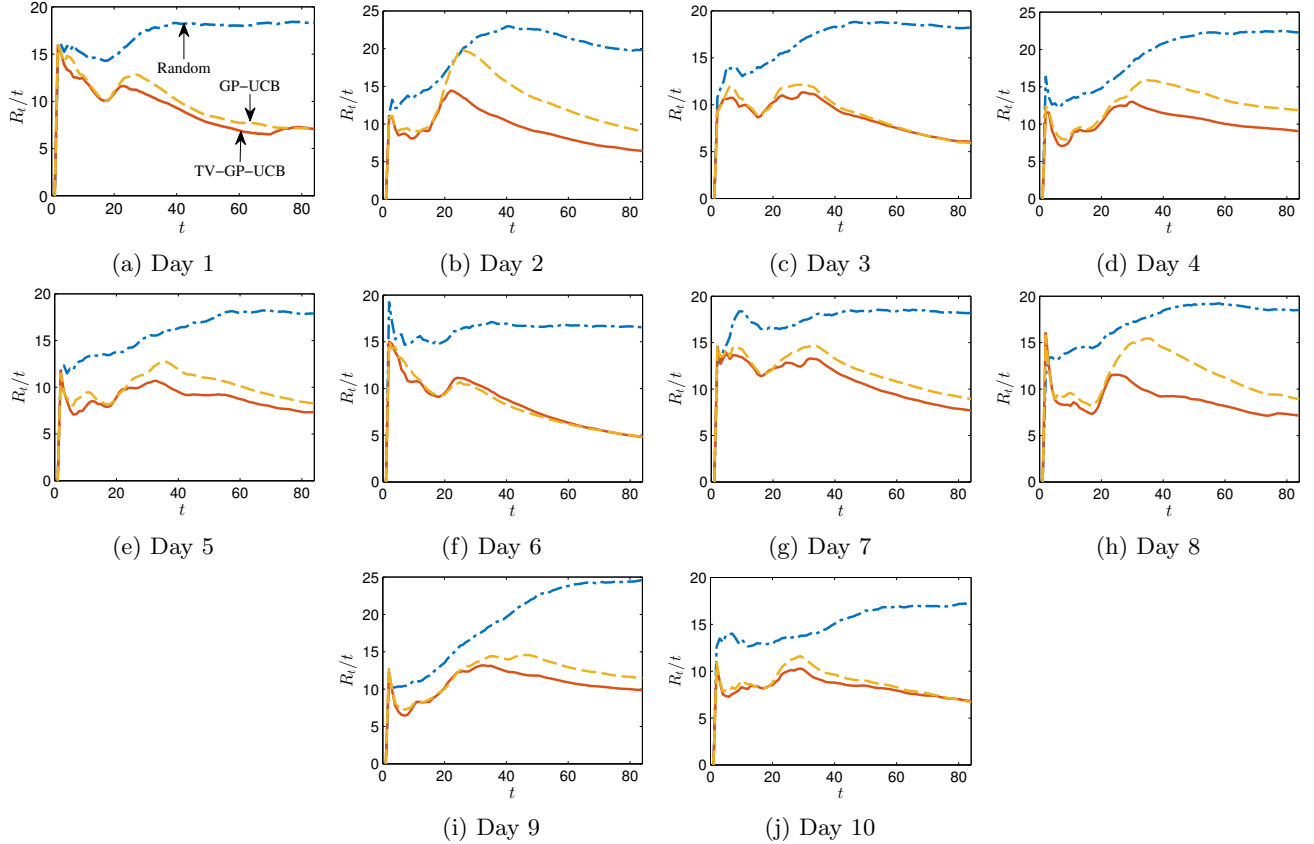 20
15
10
5
0
R_t/t
Random
GP–UCB
TV–GP–UCB
0 20 40 60 80
t
(a) Day 1
25
20
15
10
5
0
R_t/t
0 20 40 60 80
t
(b) Day 2
20
15
10
5
0
R_t/t
0 20 40 60 80
t
(c) Day 3
25
20
15
10
5
0
R_t/t
0 20 40 60 80
t
(d) Day 4
20
15
10
5
0
R_t/t
0 20 40 60 80
t
(e) Day 5
20
15
10
5
0
R_t/t
0 20 40 60 80
t
(f) Day 6
20
15
10
5
0
R_t/t
0 20 40 60 80
t
(g) Day 7
20
15
10
5
0
R_t/t
0 20 40 60 80
t
(h) Day 8
25
20
15
10
5
0
R_t/t
0 20 40 60 80
t
(i) Day 9
20
15
10
5
0
R_t/t
0 20 40 60 80
t
(j) Day 10